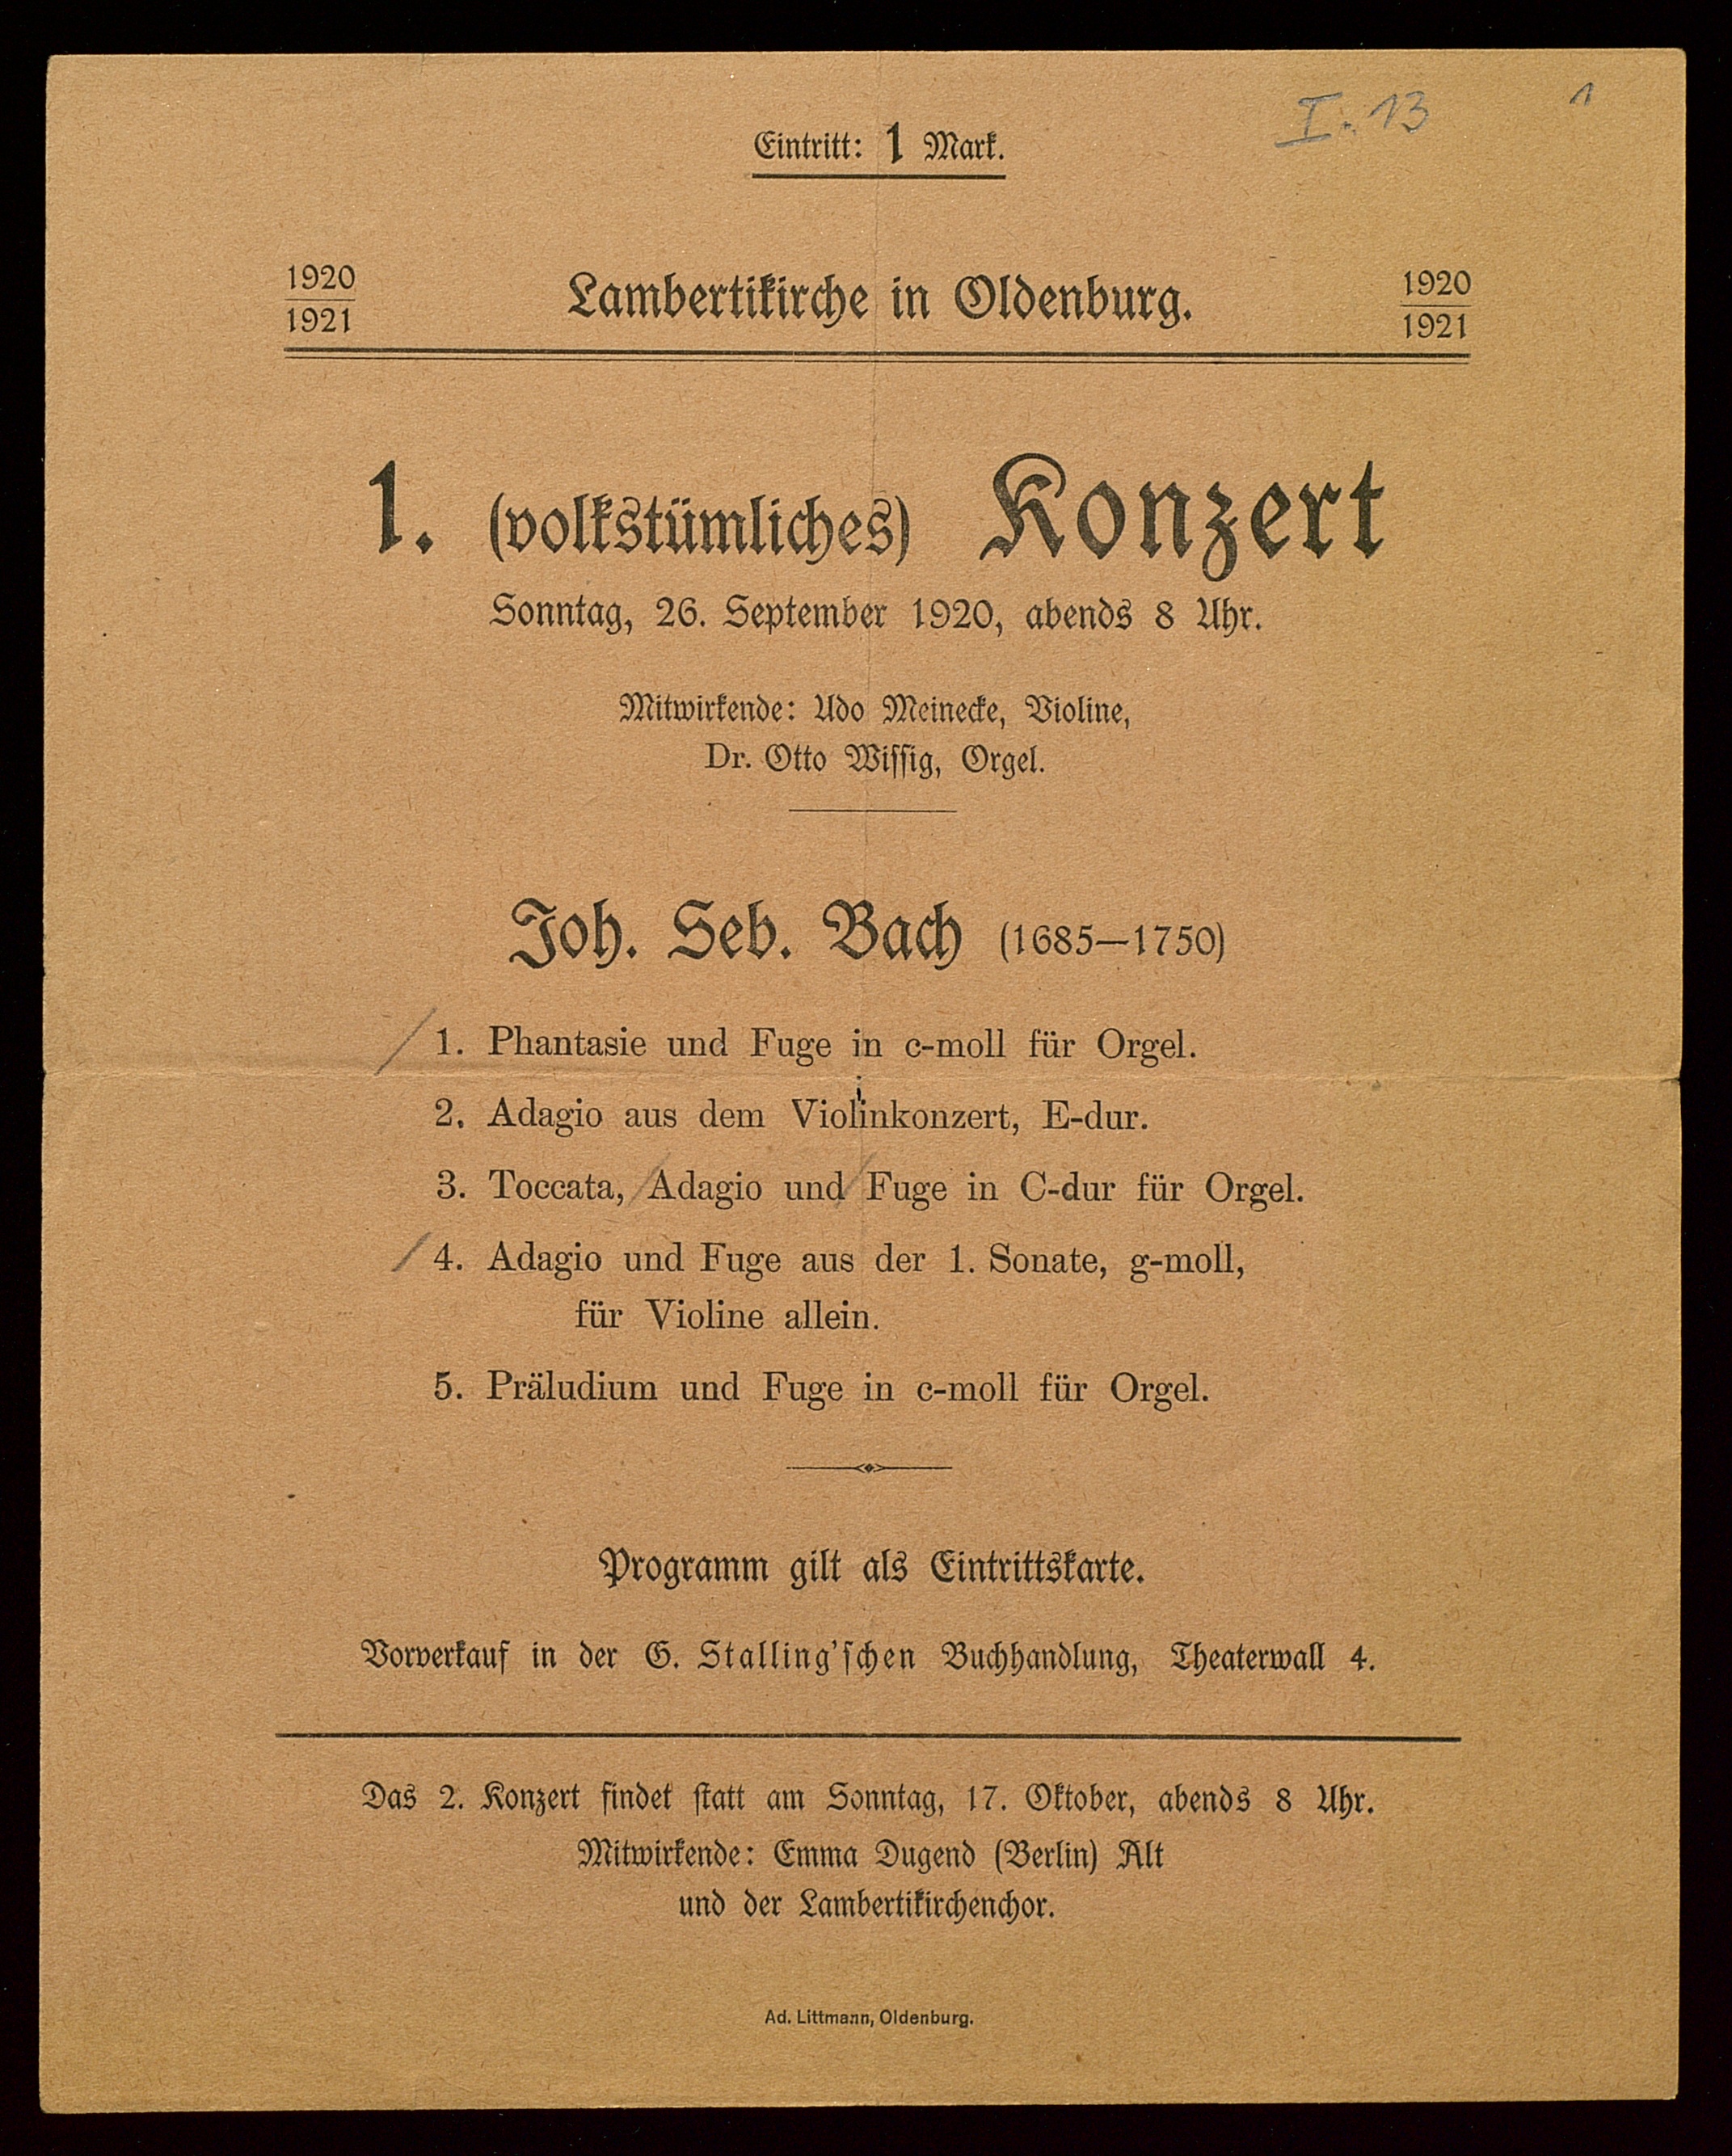 I. 13
1
Eintritt: 1 Mark.
1920
1921
Lambertikirche in Oldenburg.
1920
1921
1. (volkstümliches) Konzert
Sonntag, 26. September 1920, abends 8 Uhr.
Mitwirkende: Udo Meinecke, Violine,
Dr. Otto Wissig, Orgel.
Joh. Seb. Bach (1685—1750)
1. Phantasie und Fuge in c-moll für Orgel.
2. Adagio aus dem Violinkonzert, E-dur.
3. Toccata, Adagio und Fuge in C-dur für Orgel.
4. Adagio und Fuge aus der 1. Sonate, g-moll,
für Violine allein.
5. Präludium und Fuge in c-moll für Orgel.
Programm gilt als Eintrittskarte.
Vorverkauf in der G. Stalling'schen Buchhandlung, Theaterwall 4.
Das 2. Konzert findet statt am Sonntag, 17. Oktober, abends 8 Uhr.
Mitwirkende: Emma Dugend (Berlin) Alt
und der Lambertikirchenchor.
Ad. Littmann, Oldenburg.